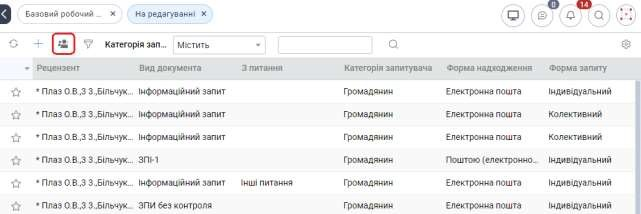 Базовий робочий ... × На редагуванні × 0 14
Категорія зап... Містить
Рецензент Вид документа З питання Категорія запитувача Форма надходження Форма запиту
* Плаз О.В.,З З.,Більчук... Інформаційний запит Громадянин Електронна пошта Індивідуальний
* Плаз О.В.,З З.,Більчук... Інформаційний запит Громадянин Електронна пошта Колективний
* Плаз О.В.,З З.,Більчук... Інформаційний запит Громадянин Електронна пошта Колективний
* Плаз О.В.,З З.,Більчук... ЗПІ-1 Громадянин Поштою (електронно... Індивідуальний
* Плаз О.В.,З З.,Більчук... Інформаційний запит Інші питання Громадянин Електронна пошта Індивідуальний
* Плаз О.В.,З З.,Більчук... ЗПИ без контроля Громадянин Електронна пошта Індивідуальний